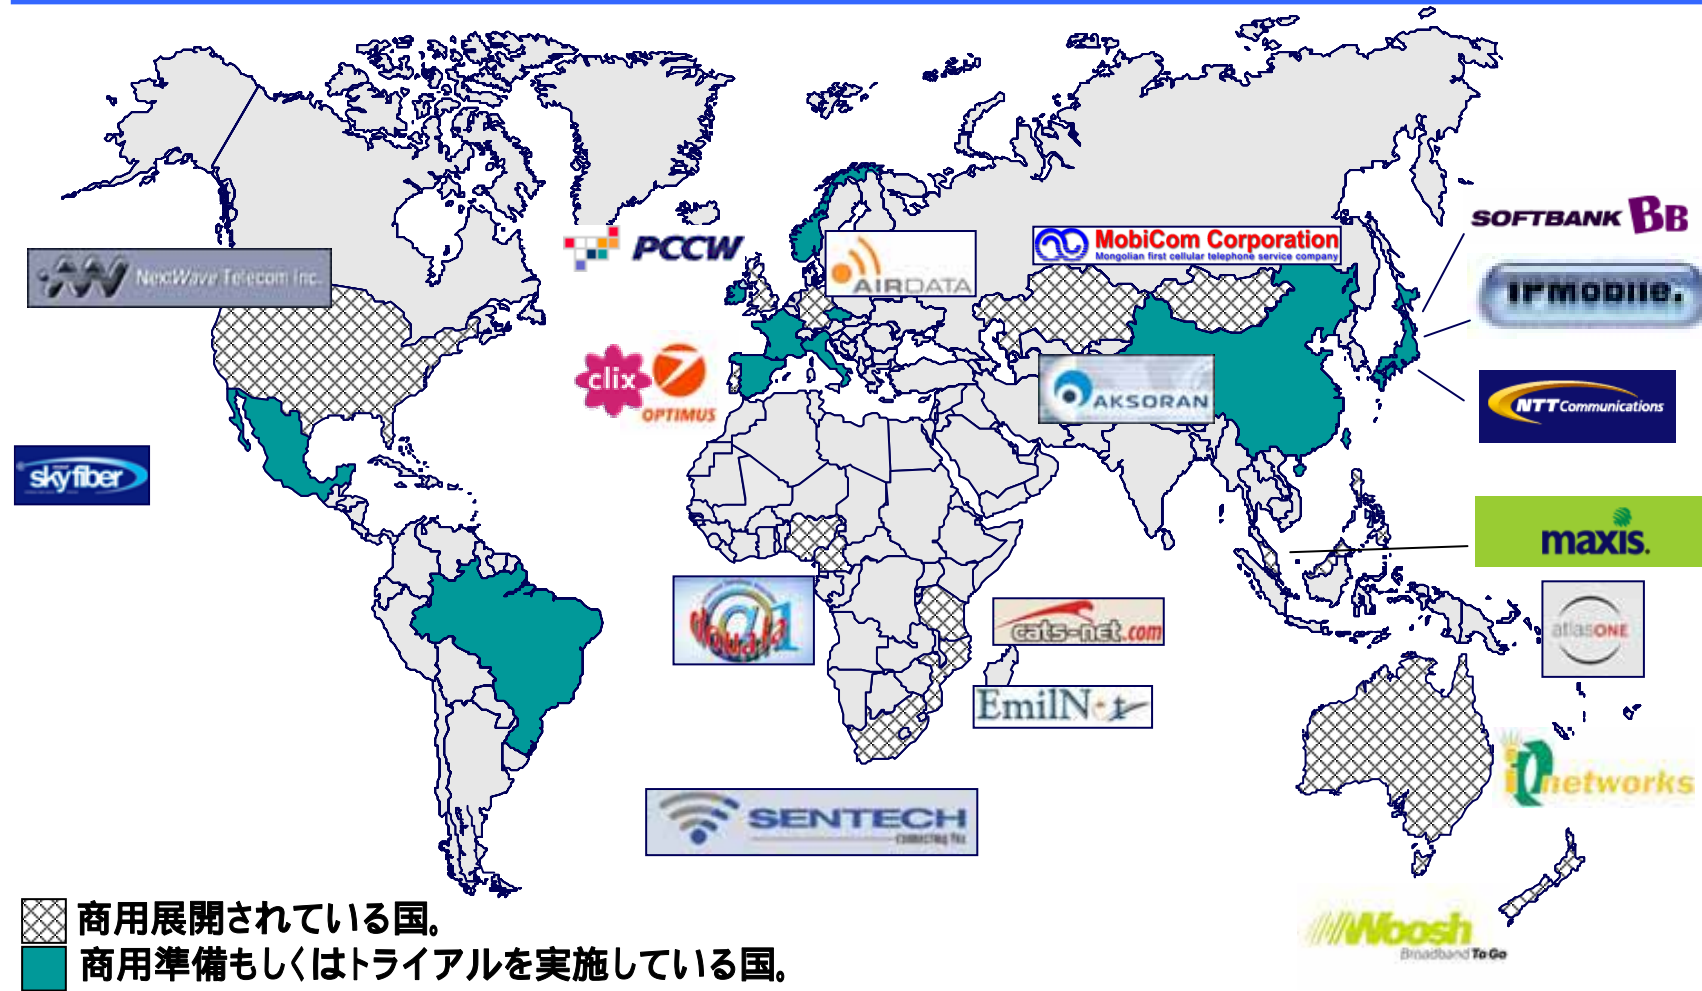 SOFTBANK BB
PCCW
MobiCom Corporation
Mongolian first cellular telephone service company
NextWave Telecom Inc.
AIRDATA
IPMobile.
clix
OPTIMUS
AKSORAN
NTT Communications
skyfiber
maxis.
cats-net.com
atlasONE
EmilNet
networks
SENTECH
商用展開されている国。
Woosh
Broadband To Go
商用準備もしくはトライアルを実施している国。